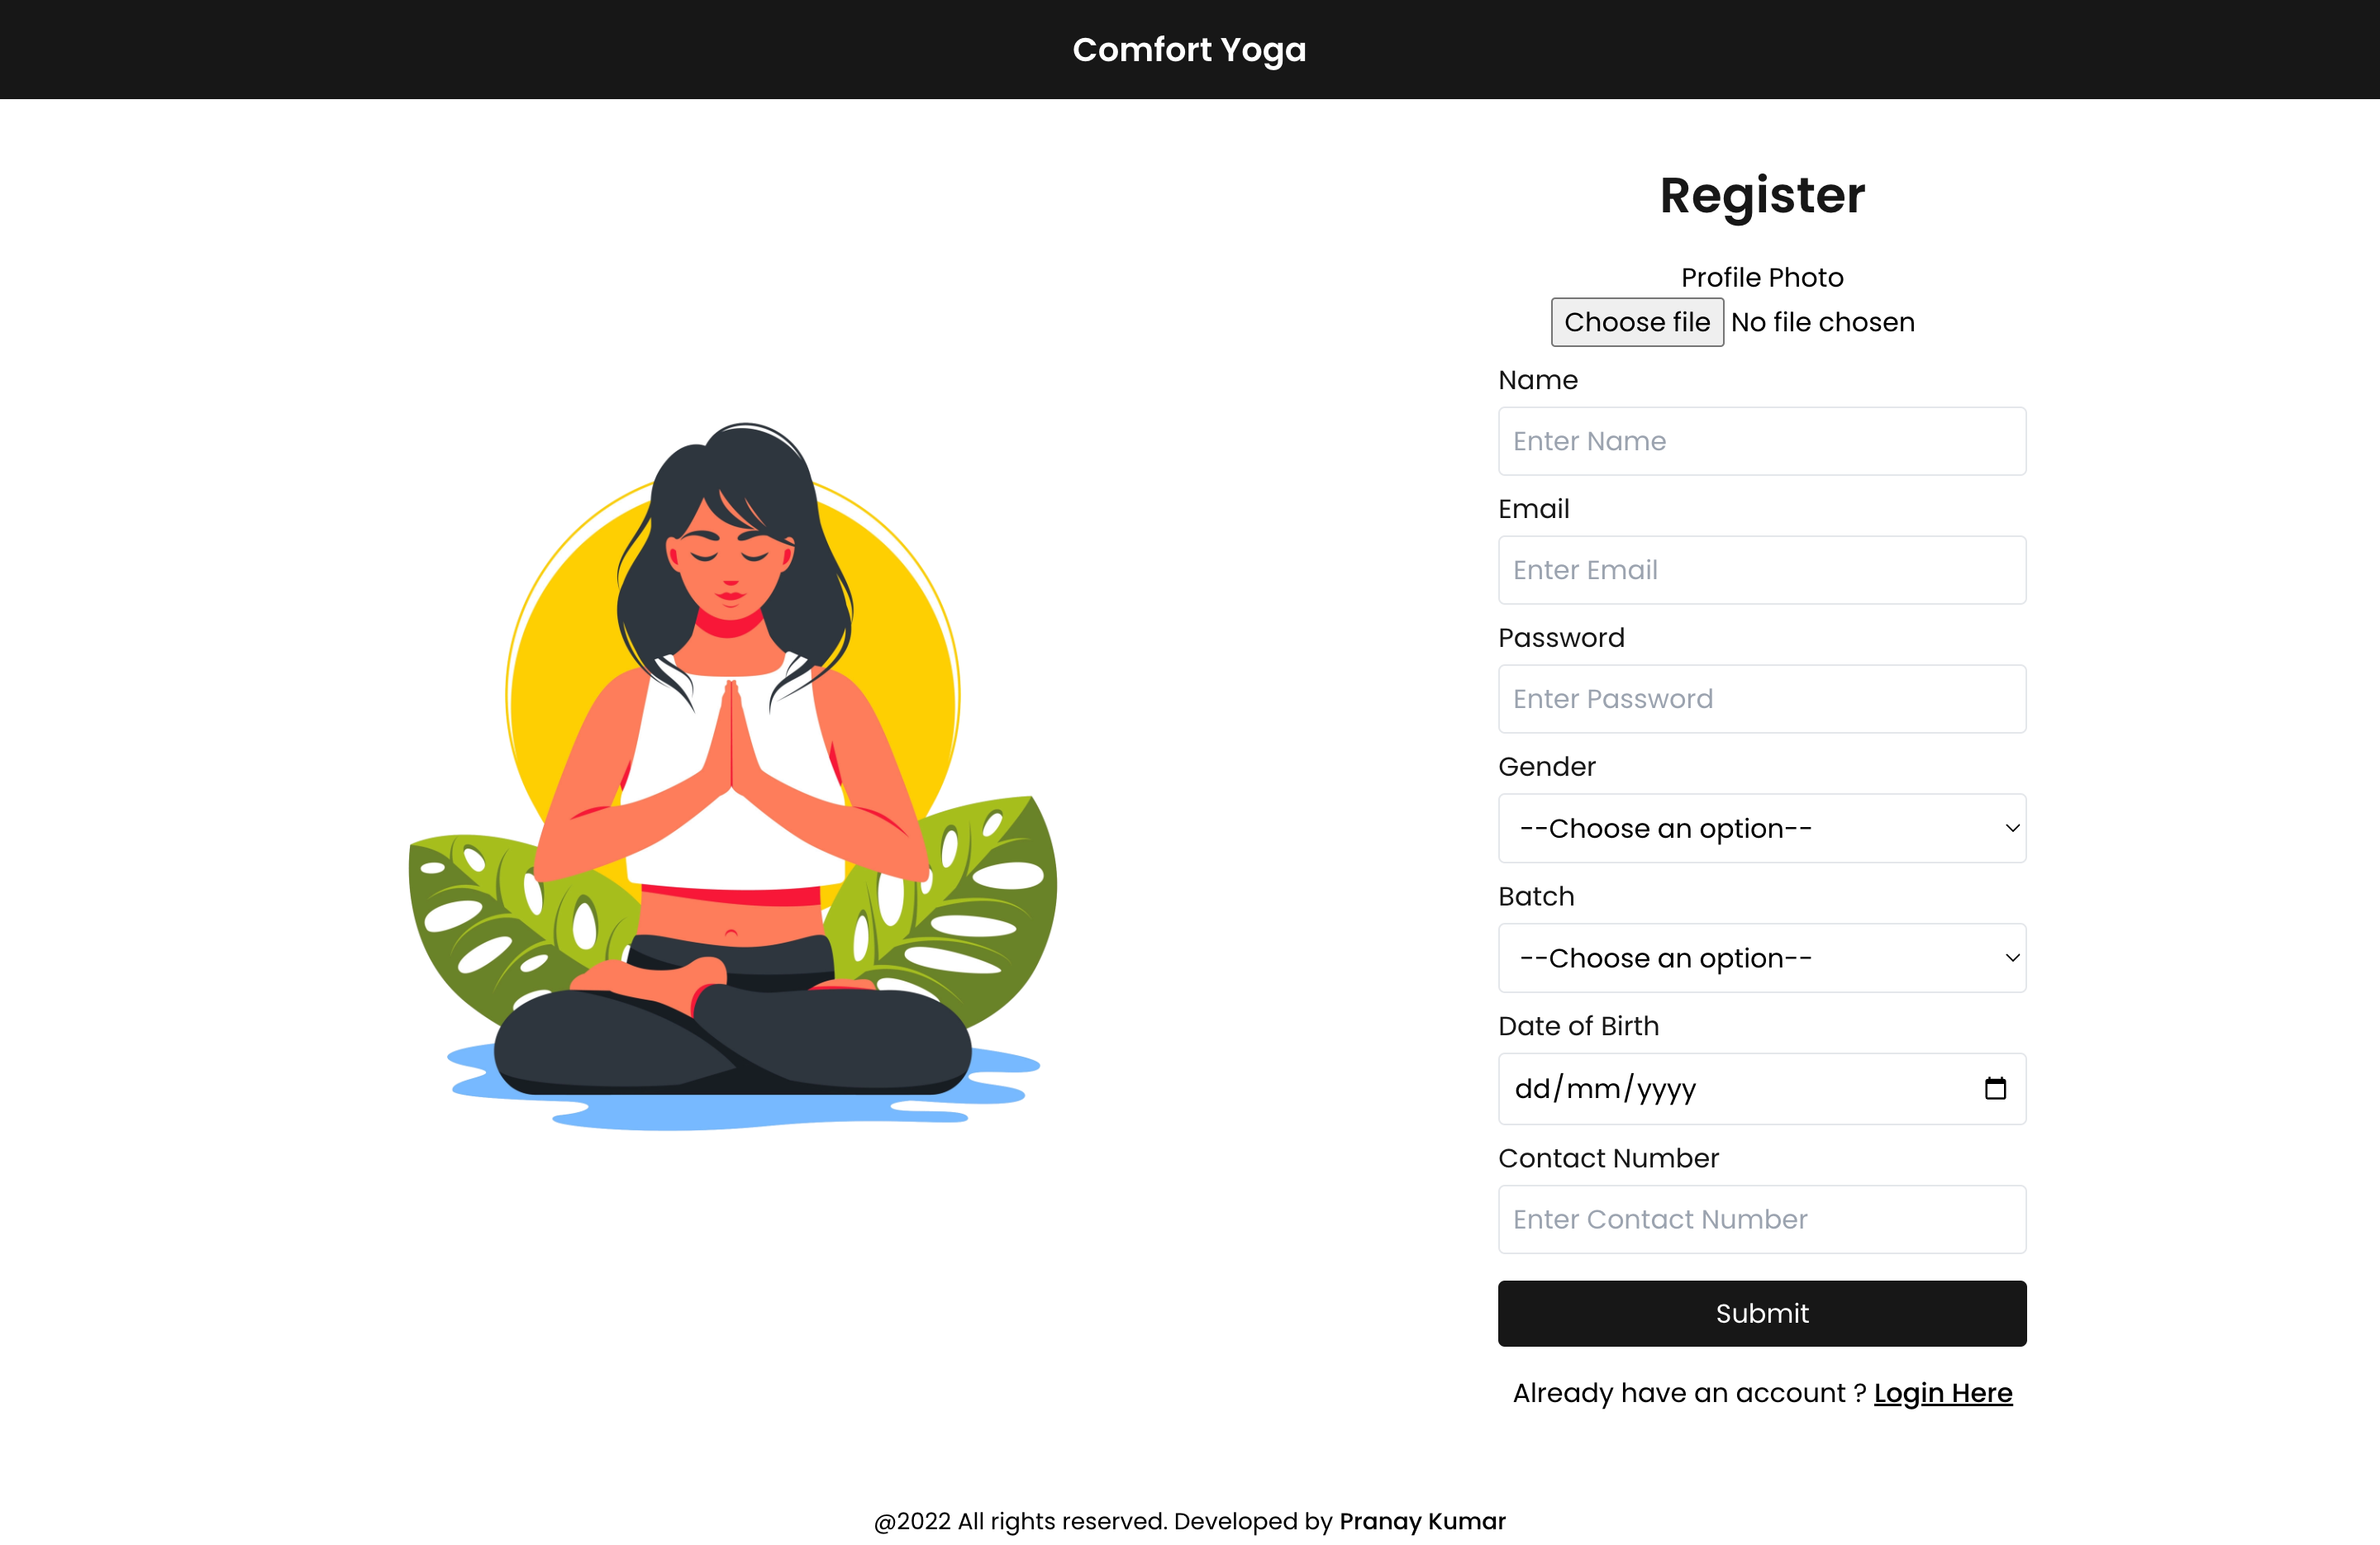 Comfort Yoga
Register
Profile Photo
Choose file No file chosen
Name
Enter Name
Email
Enter Email
Password
Enter Password
Gender
--Choose an option--
Batch
--Choose an option--
Date of Birth
dd/mm/yyyy
Contact Number
Enter Contact Number
Submit
Already have an account ? Login Here
@2022 All rights reserved. Developed by Pranay Kumar